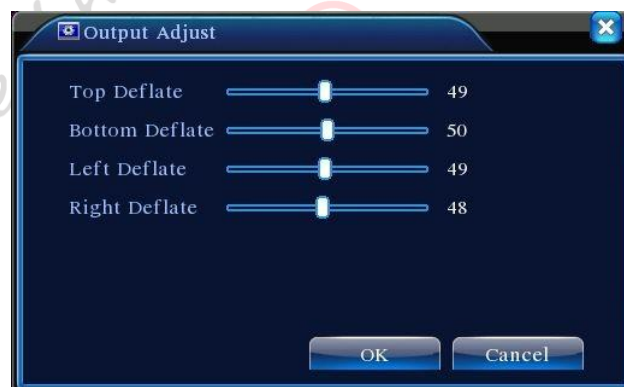 Output Adjust
Top Deflate 49
Bottom Deflate 50
Left Deflate 49
Right Deflate 48
OK Cancel